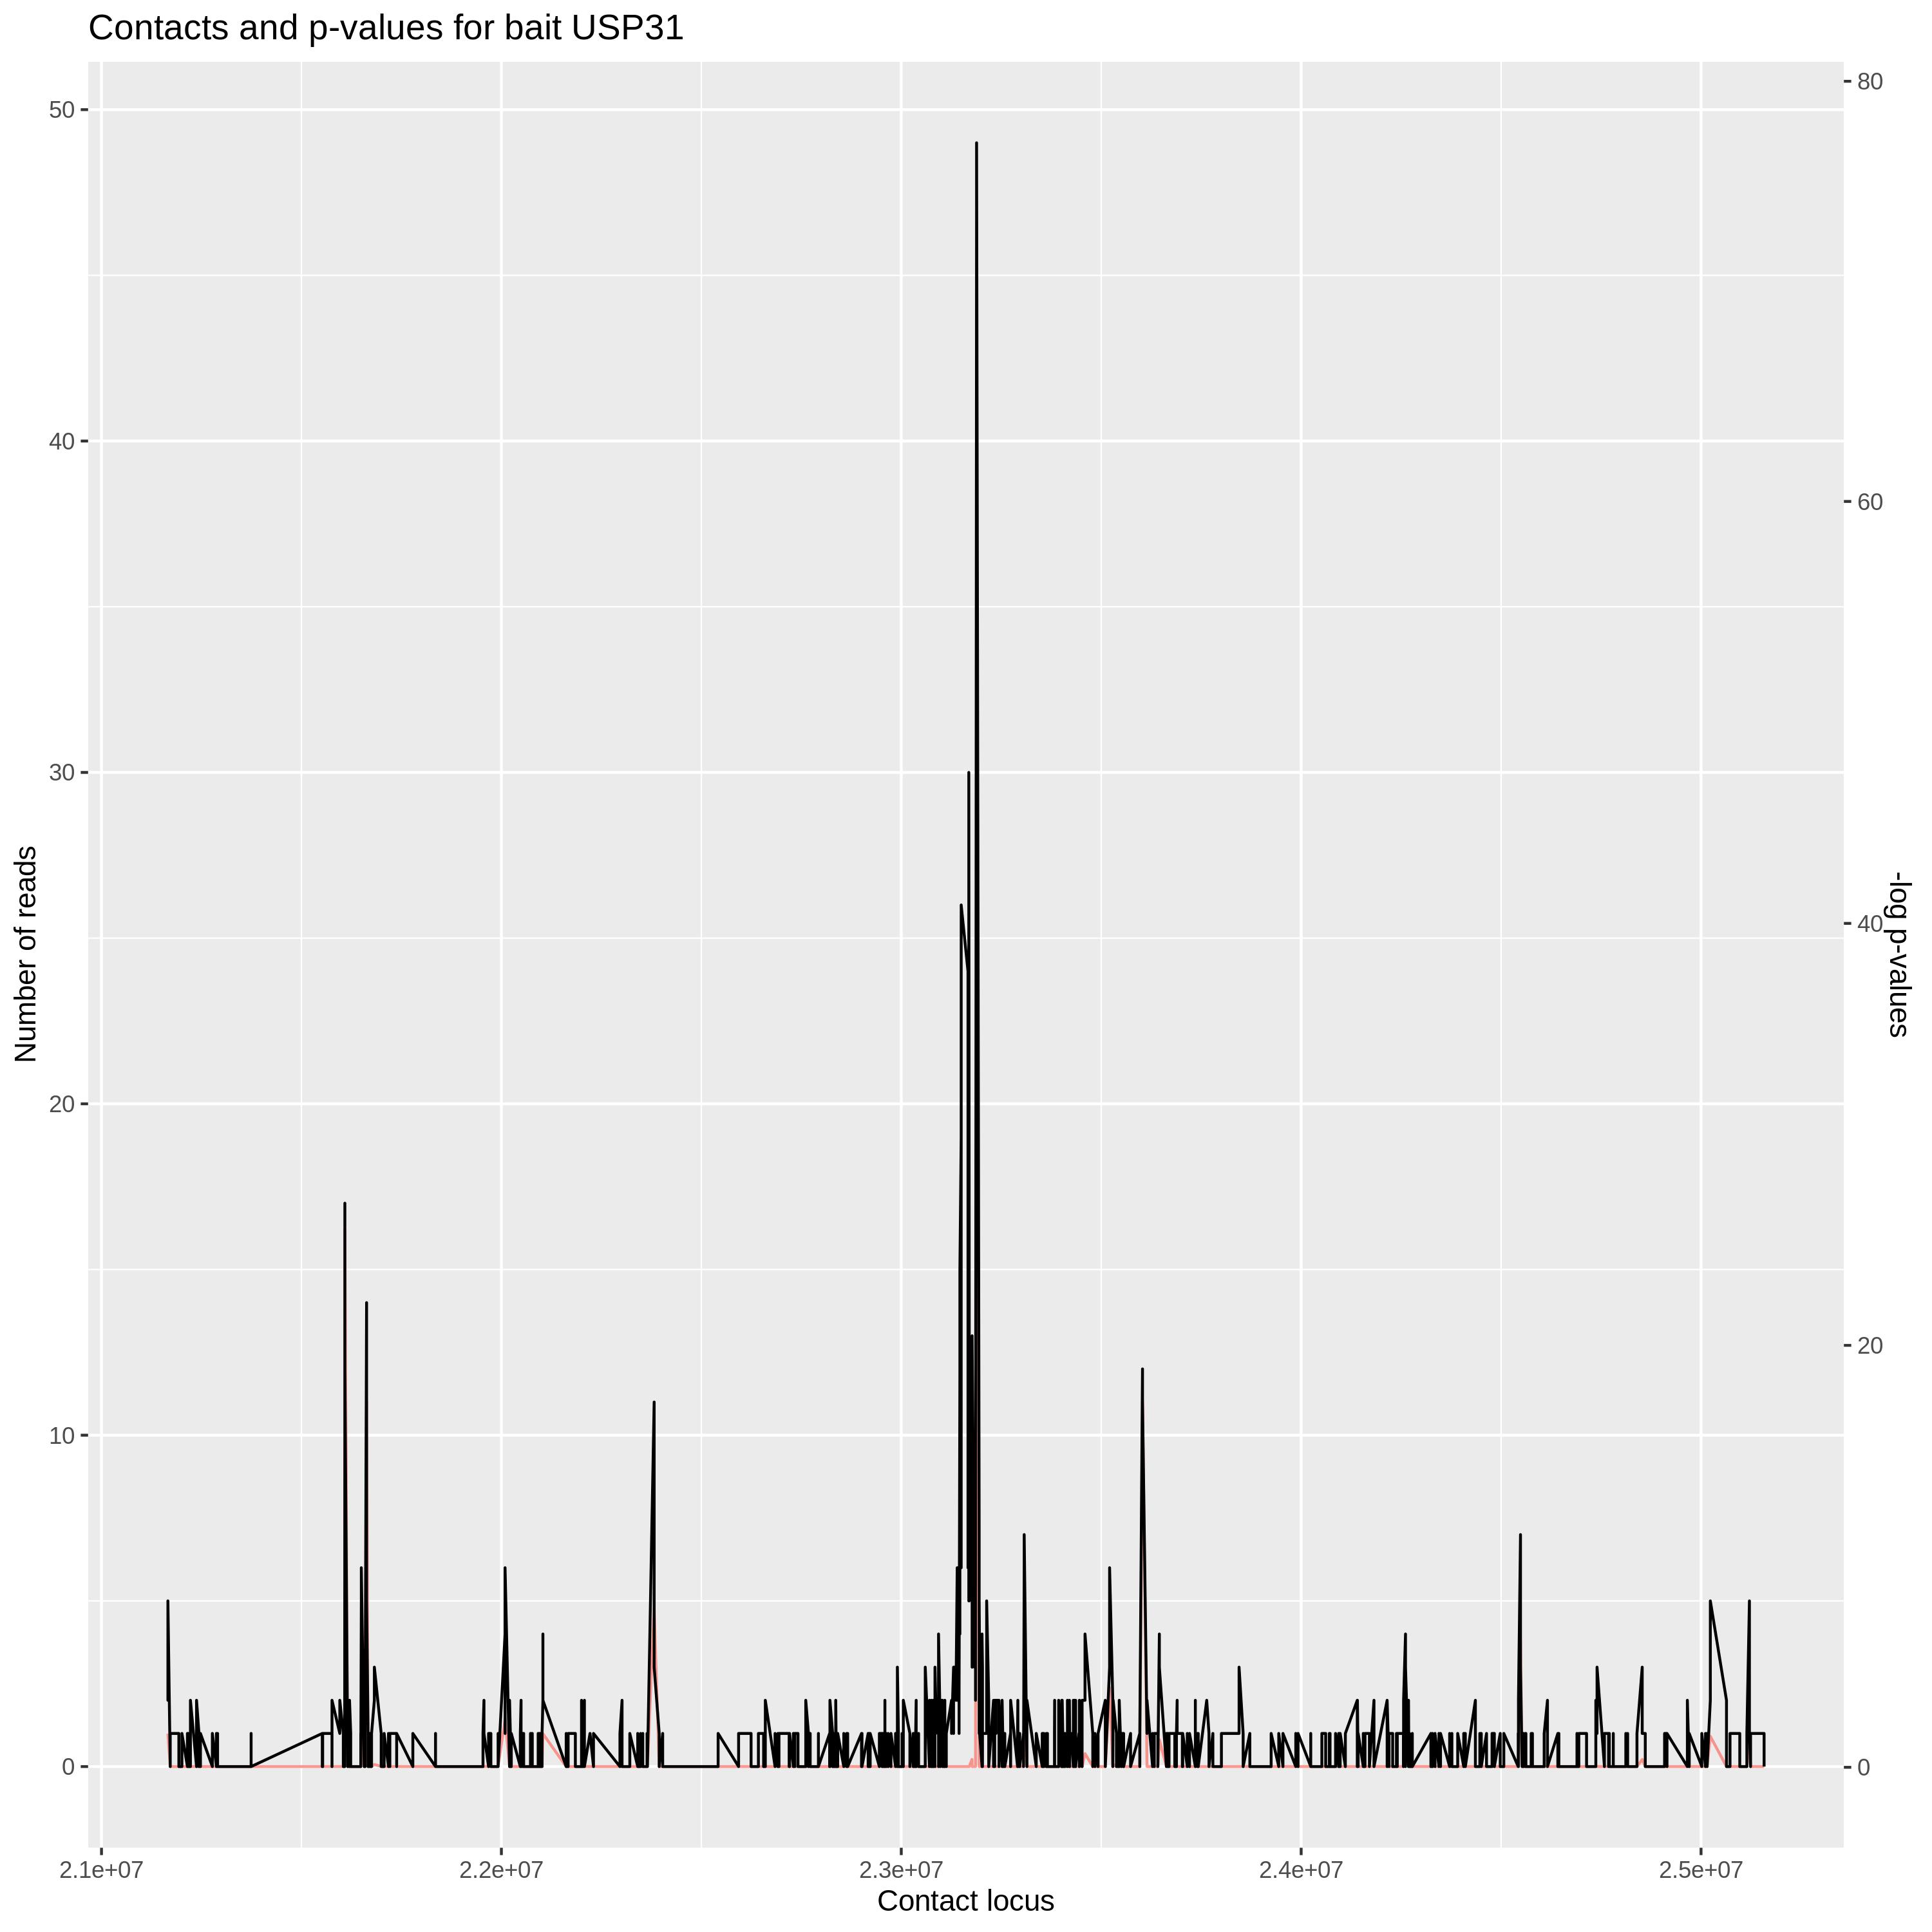 Contacts and p-values for bait USP31
Number of reads
50
40
30
20
10
0
80
60
40
20
0
-log p-values
2.1e+07
2.2e+07
2.3e+07
2.4e+07
2.5e+07
Contact locus